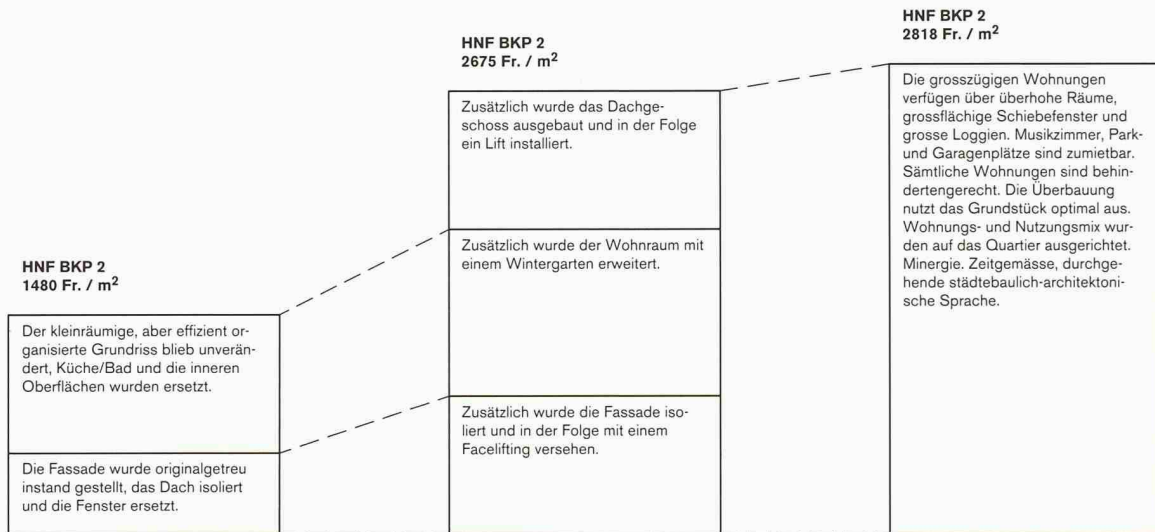 HNF BKP 2
1480 Fr. / m²
Der kleinräumige, aber effizient or-
ganisierte Grundriss blieb unverän-
dert, Küche/Bad und die inneren
Oberflächen wurden ersetzt.
Die Fassade wurde originalgetreu
instand gestellt, das Dach isoliert
und die Fenster ersetzt.
HNF BKP 2
2675 Fr. / m²
Zusätzlich wurde das Dachge-
schoss ausgebaut und in der Folge
ein Lift installiert.
Zusätzlich wurde der Wohnraum mit
einem Wintergarten erweitert.
Zusätzlich wurde die Fassade iso-
liert und in der Folge mit einem
Facelifting versehen.
HNF BKP 2
2818 Fr. / m²
Die grosszügigen Wohnungen
verfügen über überhohe Räume,
grossflächige Schiebefenster und
grosse Loggien. Musikzimmer, Park-
und Garagenplätze sind zumietbar.
Sämtliche Wohnungen sind behin-
dertengerecht. Die Überbauung
nutzt das Grundstück optimal aus.
Wohnungs- und Nutzungsmix wur-
den auf das Quartier ausgerichtet.
Minergie. Zeitgemässe, durchge-
hende städtebaulich-architektoni-
sche Sprache.